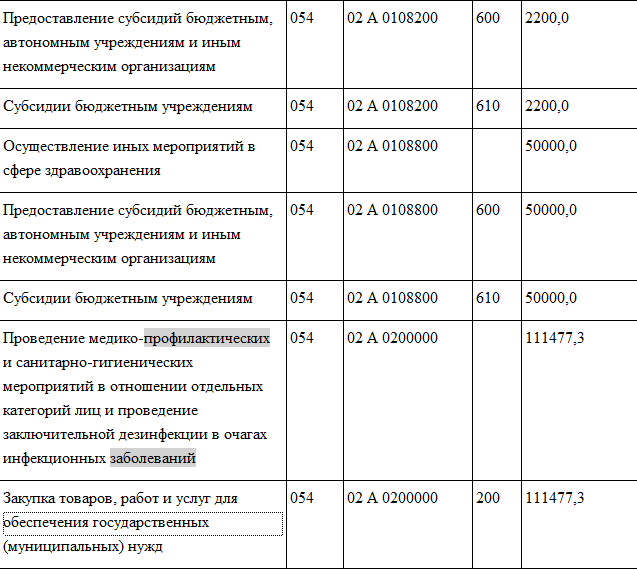 Предоставление субсидий бюджетным, 054 02 А 0108200 600 2200,0
автономным учреждениям и иным
некоммерческим организациям
Субсидии бюджетным учреждениям 054 02 А 0108200 610 2200,0
Осуществление иных мероприятий в 054 02 А 0108800 50000,0
сфере здравоохранения
Предоставление субсидий бюджетным, 054 02 А 0108800 600 50000,0
автономным учреждениям и иным
некоммерческим организациям
Субсидии бюджетным учреждениям 054 02 А 0108800 610 50000,0
Проведение медико-профилактических 054 02 А 0200000 111477,3
и санитарно-гигиенических
мероприятий в отношении отдельных
категорий лиц и проведение
заключительной дезинфекции в очагах
инфекционных заболеваний
Закупка товаров, работ и услуг для 054 02 А 0200000 200 111477,3
обеспечения государственных
(муниципальных) нужд